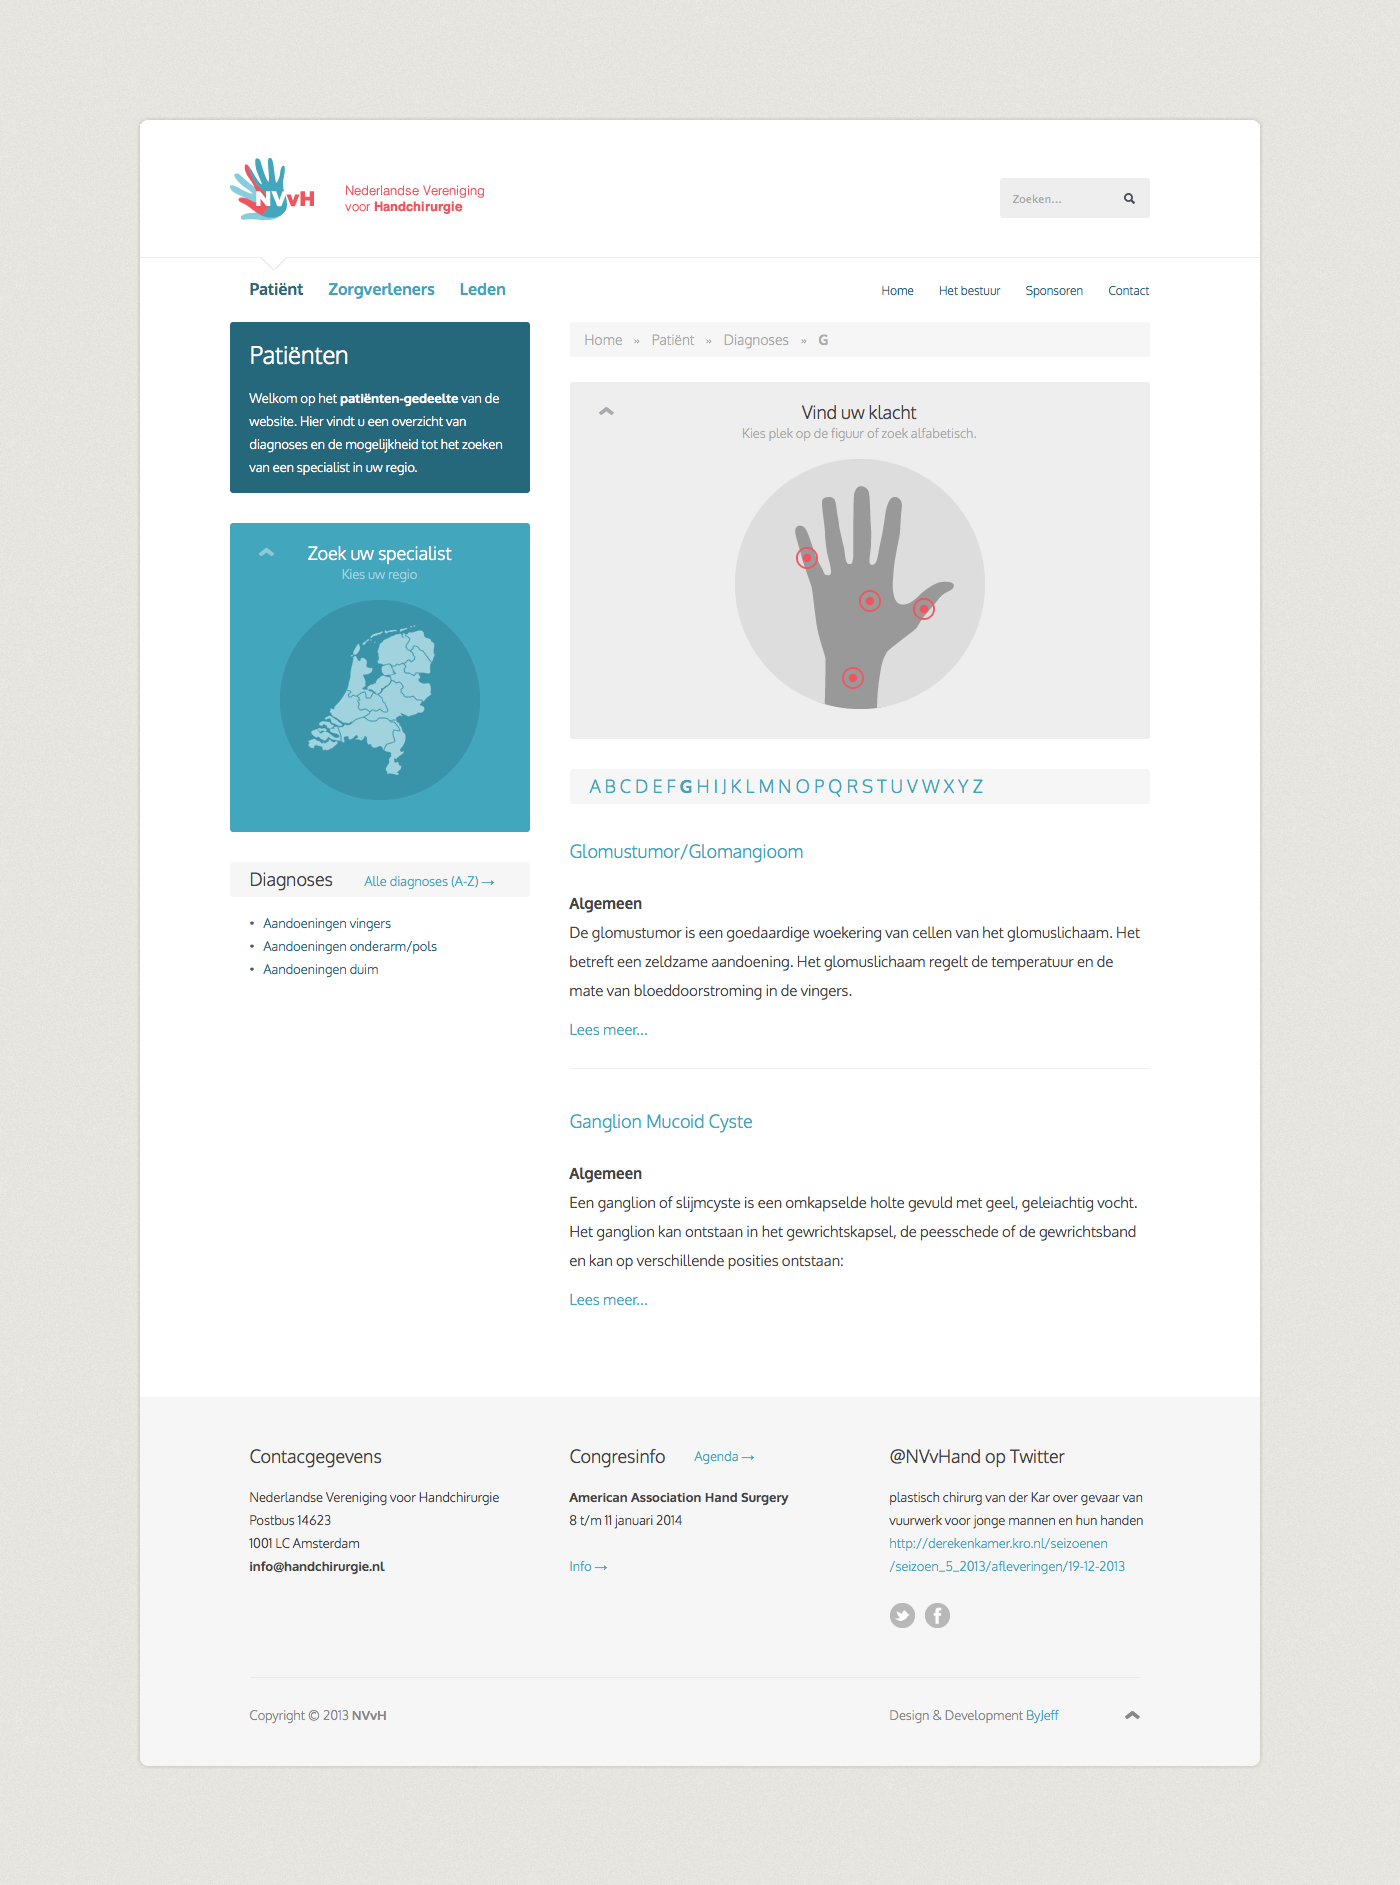 NVvH
Nederlandse Vereniging
voor Handchirurgie
Zoeken...
Patiënt Zorgverleners Leden
Home Het bestuur Sponsoren Contact
Patiënten
Welkom op het patiënten-gedeelte van de
website. Hier vindt u een overzicht van
diagnoses en de mogelijkheid tot het zoeken
van een specialist in uw regio.
Zoek uw specialist
Kies uw regio
Diagnoses Alle diagnoses (A-Z) →
• Aandoeningen vingers
• Aandoeningen onderarm/pols
• Aandoeningen duim
Home » Patiënt » Diagnoses » G
Vind uw klacht
Kies plek op de figuur of zoek alfabetisch.
A B C D E F G H I J K L M N O P Q R S T U V W X Y Z
Glomustumor/Glomangioom
Algemeen
De glomustumor is een goedaardige woekering van cellen van het glomuslichaam. Het
betreft een zeldzame aandoening. Het glomuslichaam regelt de temperatuur en de
mate van bloeddoorstroming in de vingers.
Lees meer...
Ganglion Mucoid Cyste
Algemeen
Een ganglion of slijmcyste is een omkapselde holte gevuld met geel, geleiachtig vocht.
Het ganglion kan ontstaan in het gewrichtskapsel, de peesschede of de gewrichtsband
en kan op verschillende posities ontstaan:
Lees meer...
Contacgegevens
Nederlandse Vereniging voor Handchirurgie
Postbus 14623
1001 LC Amsterdam
info@handchirurgie.nl
Congresinfo Agenda →
American Association Hand Surgery
8 t/m 11 januari 2014
Info →
@NVvHand op Twitter
plastisch chirurg van der Kar over gevaar van
vuurwerk voor jonge mannen en hun handen
http://derekenkamer.kro.nl/seizoenen
/seizoen_5_2013/afleveringen/19-12-2013
Copyright © 2013 NVvH
Design & Development ByJeff